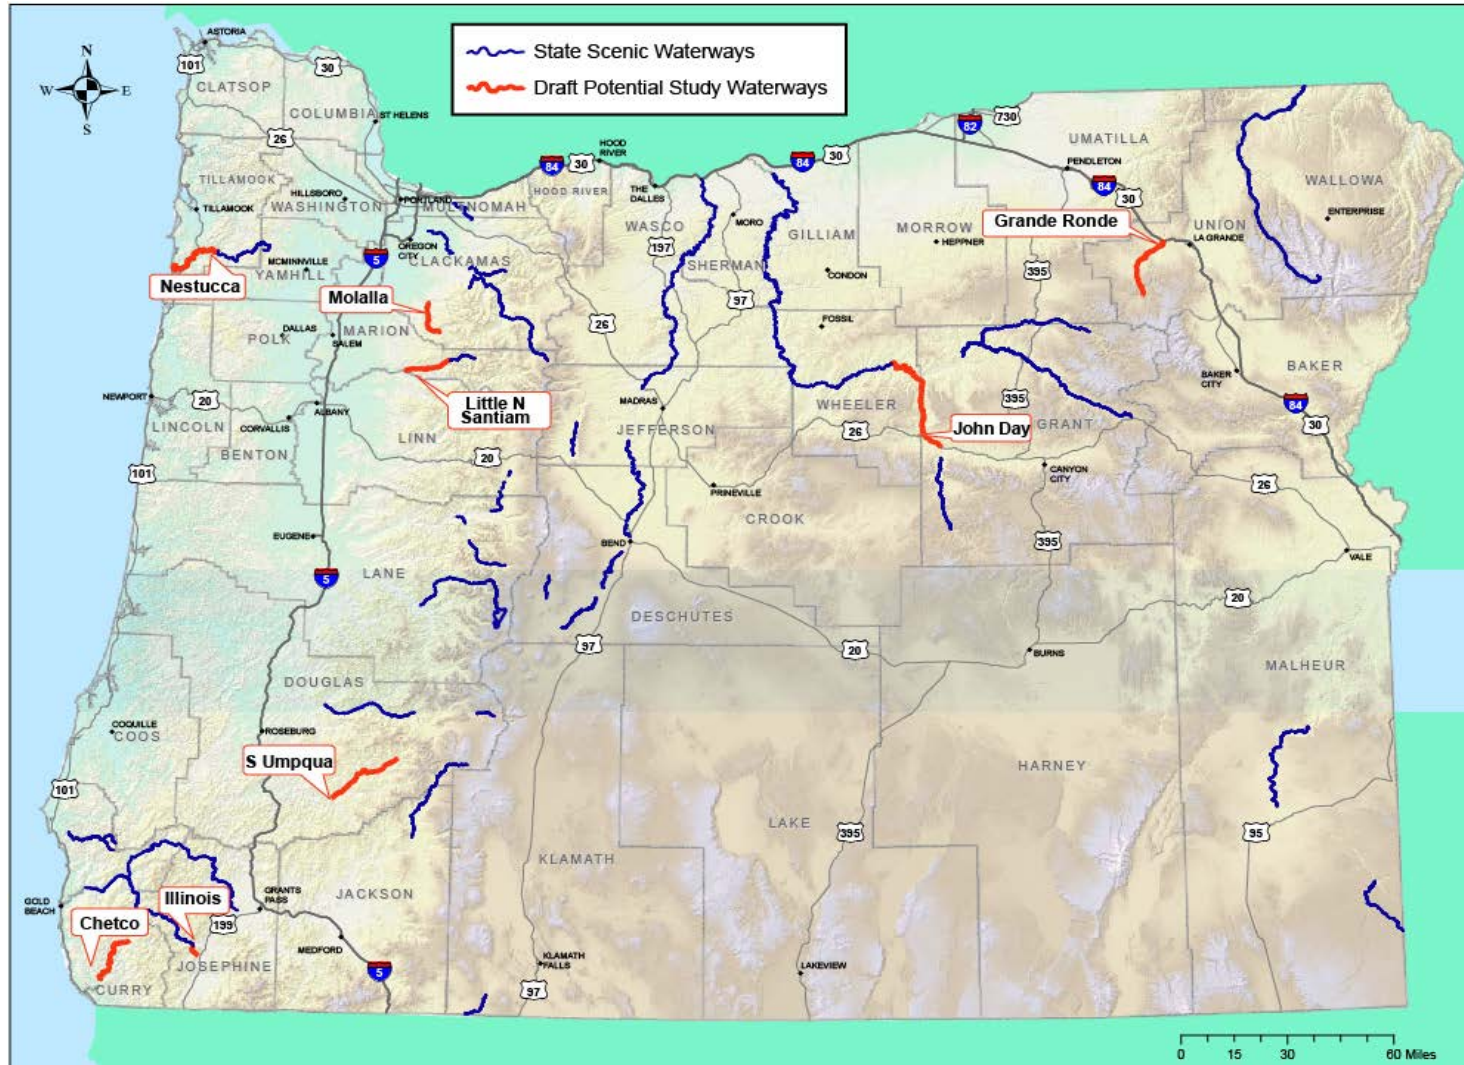 State Scenic Waterways
Draft Potential Study Waterways
N
W
E
S
ASTORIA
101
30
CLATSOP
COLUMBIA
ST HELENS
26
TILLAMOOK
HILLSBORO
WASHINGTON
PORTLAND
MULTNOMAH
TILLAMOOK
OREGON
CITY
5
CLACKAMAS
MCMINNVILLE
YAMHILL
Nestucca
Molalla
DALLAS
POLK
MARION
SALEM
84
30
HOOD
RIVER
HOOD RIVER
THE
DALLES
WASCO
197
MORO
SHERMAN
97
26
84
30
GILLIAM
CONDON
FOSSIL
82
730
UMATILLA
PENDLETON
84
30
MORROW
HEPPNER
Grande Ronde
UNION
LA GRANDE
WALLOWA
ENTERPRISE
395
BAKER
BAKER
CITY
84
30
NEWPORT
20
ALBANY
LINCOLN
CORVALLIS
BENTON
Little N
Santiam
LINN
20
101
MADRAS
JEFFERSON
WHEELER
26
395
John Day
GRANT
CANYON
CITY
PRINEVILLE
CROOK
26
395
VALE
EUGENE
BEND
5
LANE
DESCHUTES
97
20
20
BURNS
MALHEUR
DOUGLAS
COQUILLE
COOS
ROSEBURG
S Umpqua
101
HARNEY
LAKE
395
95
KLAMATH
GOLD
BEACH
Chetco
Illinois
GRANTS
PASS
199
JACKSON
MEDFORD
JOSEPHINE
CURRY
5
KLAMATH
FALLS
97
LAKEVIEW
0 15 30 60 Miles